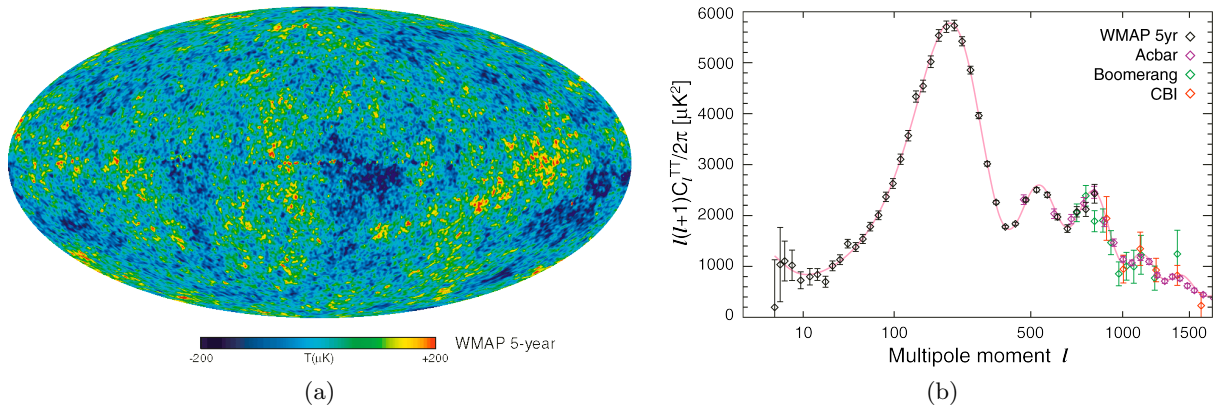 -200
T(μK)
+200
WMAP 5-year
(a)
6000
5000
4000
3000
2000
1000
0
l(l+1)C_l^TT/2π [μK²]
WMAP 5yr
Acbar
Boomerang
CBI
10
100
500
1000
1500
Multipole moment l
(b)